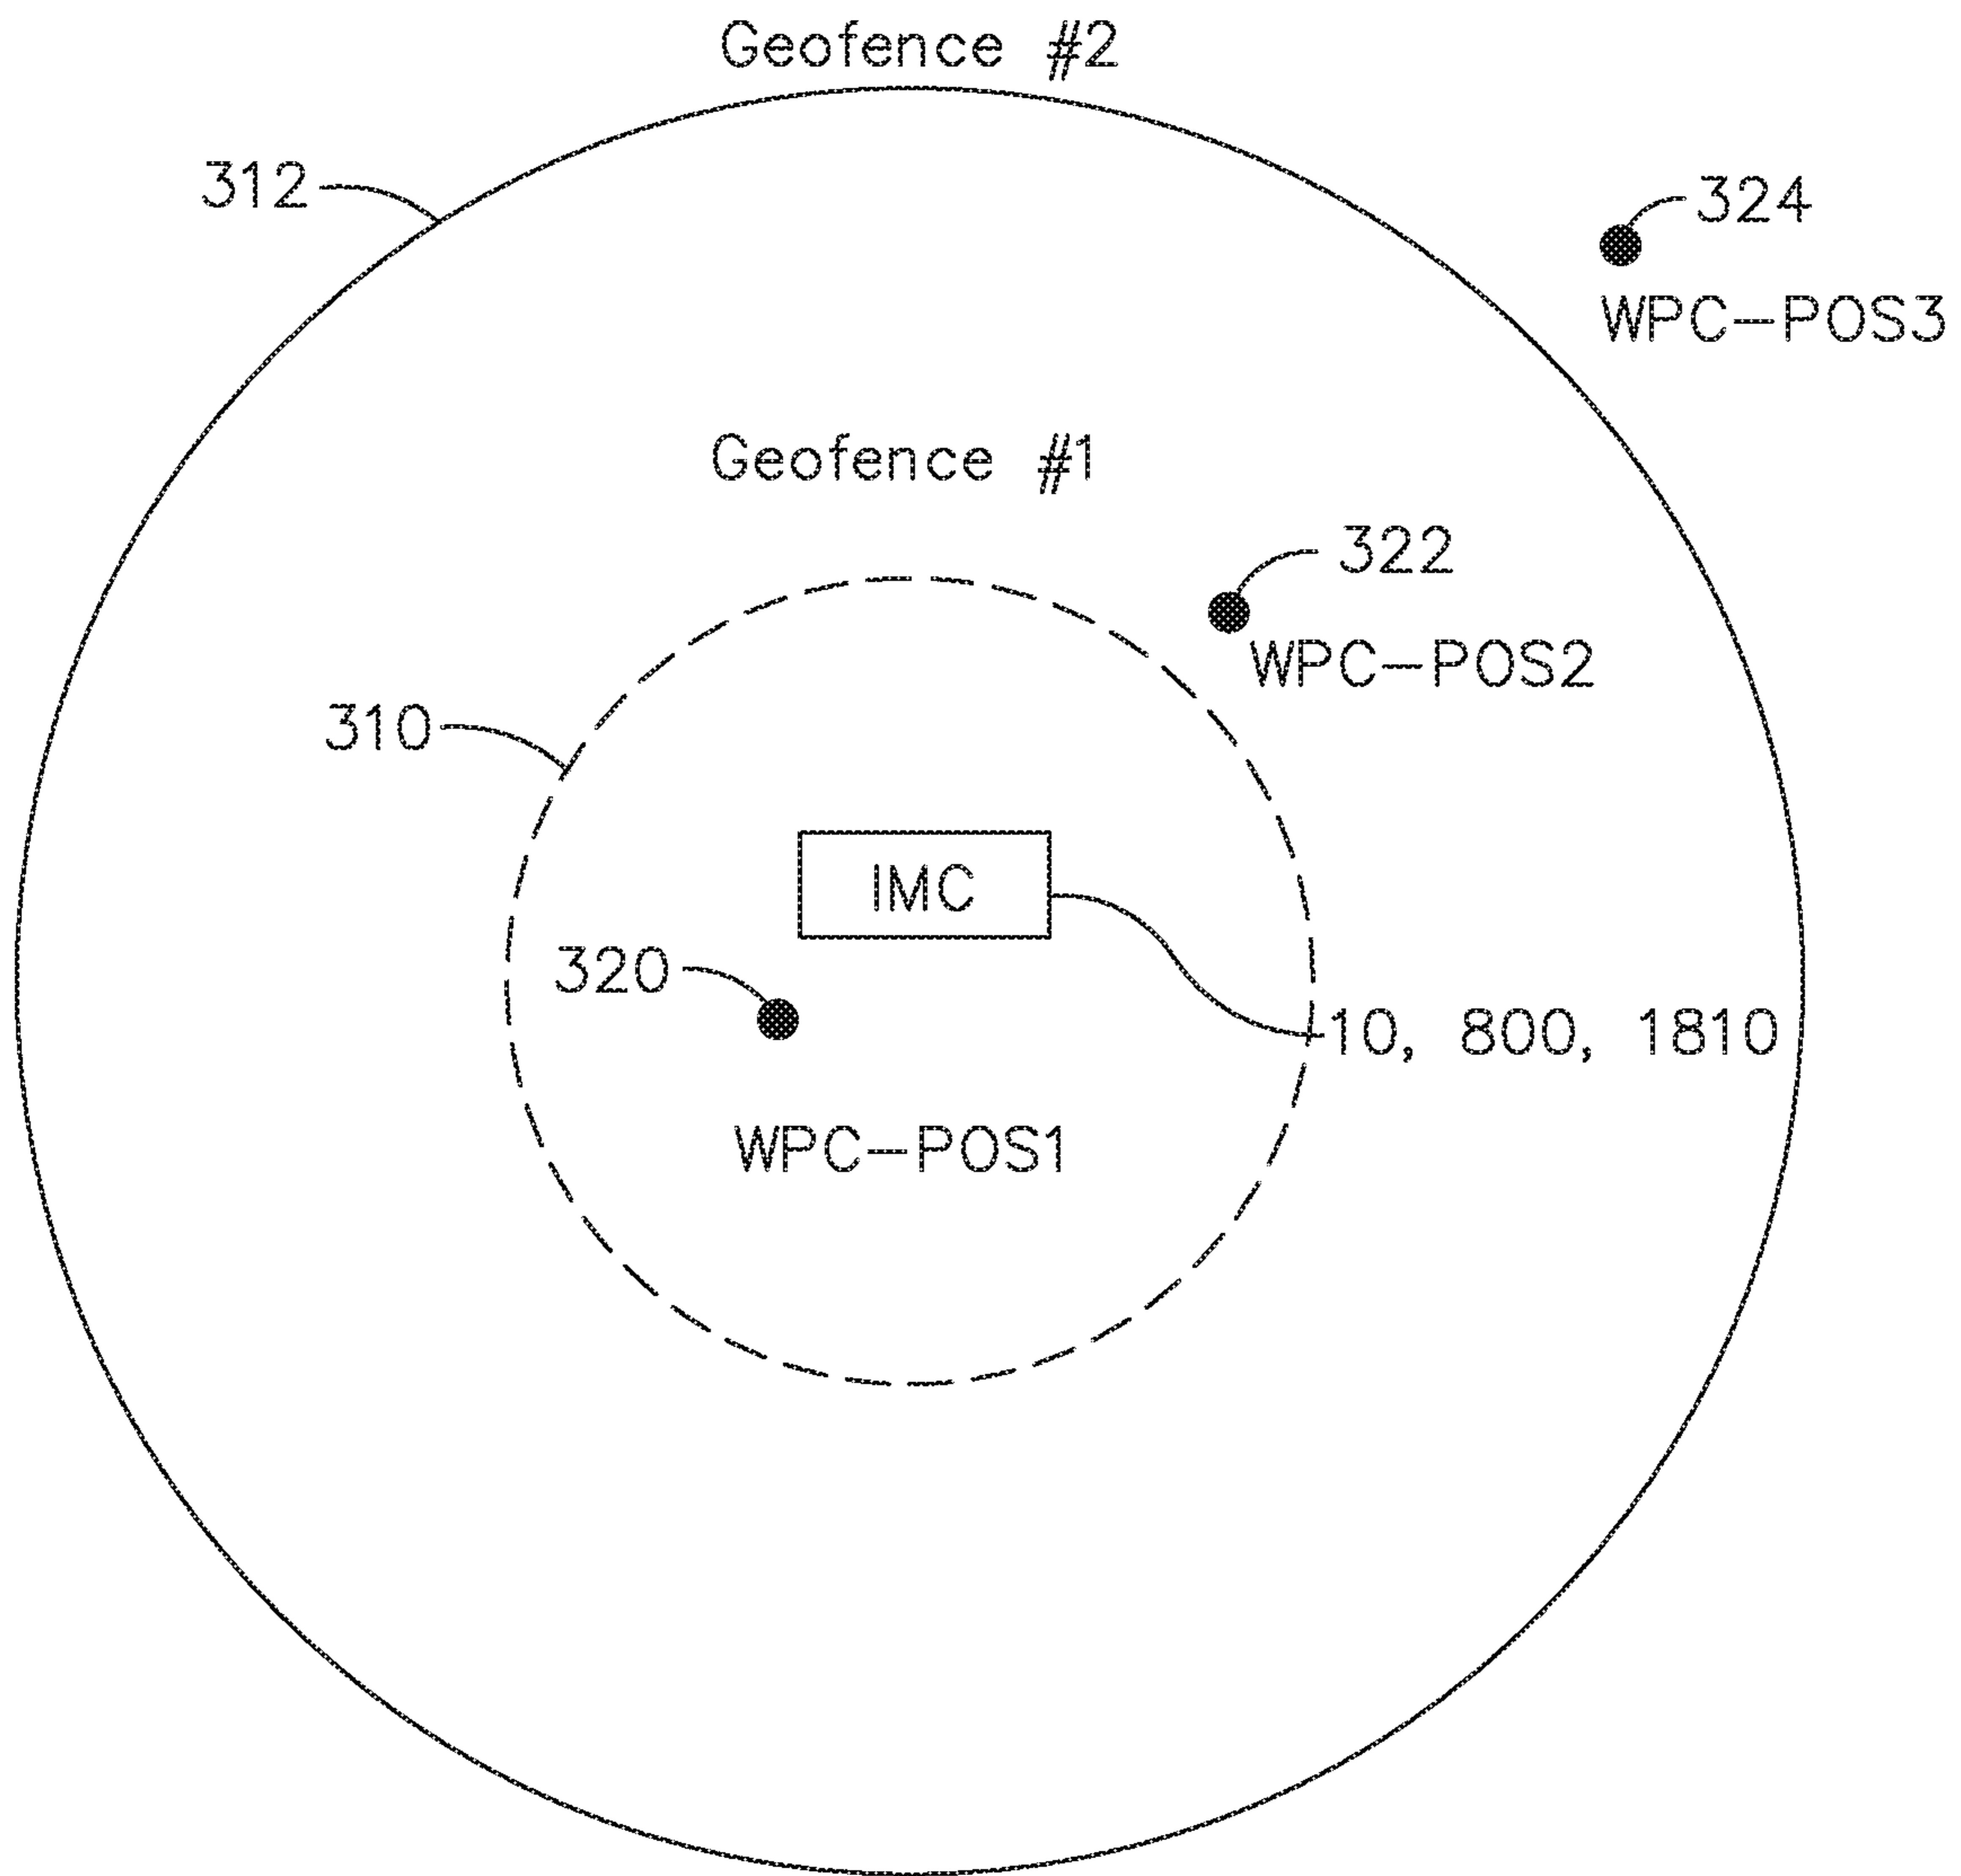 Geofence #2
312
324
WPC-POS3
Geofence #1
322
WPC-POS2
310
IMC
320
10, 800, 1810
WPC-POS1